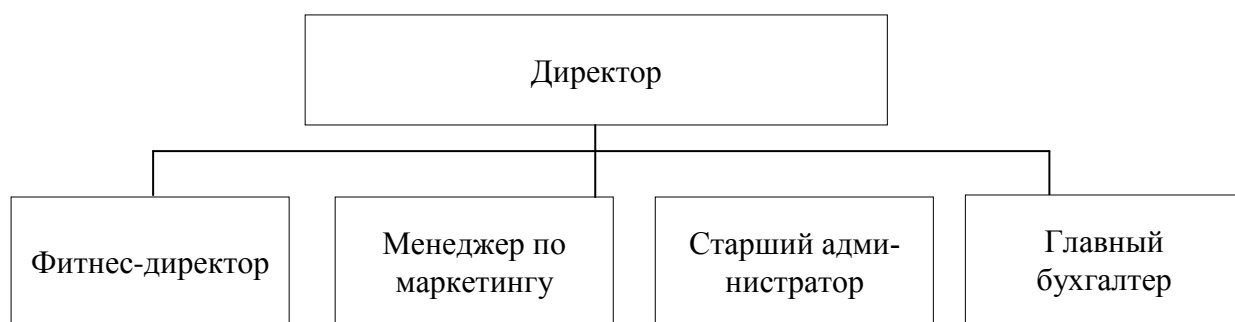 Директор
Фитнес-директор
Менеджер по
маркетингу
Старший адми-
нистратор
Главный
бухгалтер